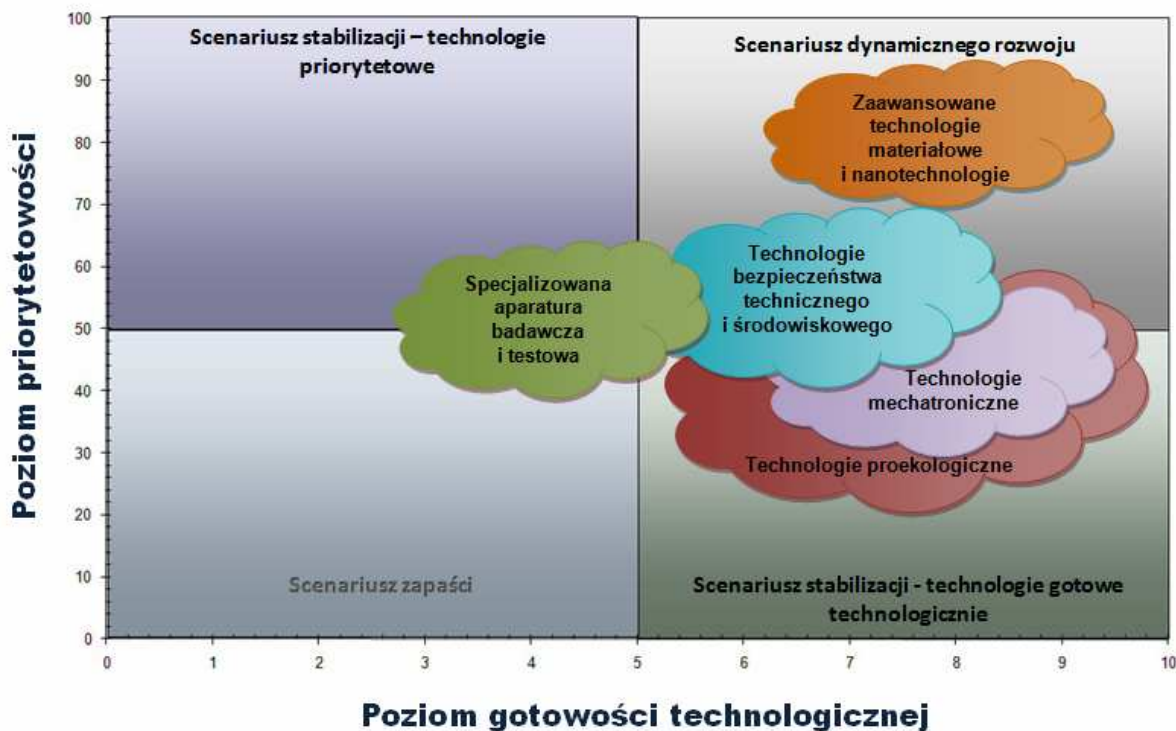 Poziom priorytetowości
100
90
80
70
60
50
40
30
20
10
0
Scenariusz stabilizacji – technologie
priorytetowe
Scenariusz dynamicznego rozwoju
Zaawansowane
technologie
materiałowe
i nanotechnologie
Specjalizowana
aparatura
badawcza
i testowa
Technologie
bezpieczeństwa
technicznego
i środowiskowego
Technologie
mechatroniczne
Technologie proekologiczne
Scenariusz zapaści
Scenariusz stabilizacji - technologie gotowe
technologicznie
0 1 2 3 4 5 6 7 8 9 10
Poziom gotowości technologicznej